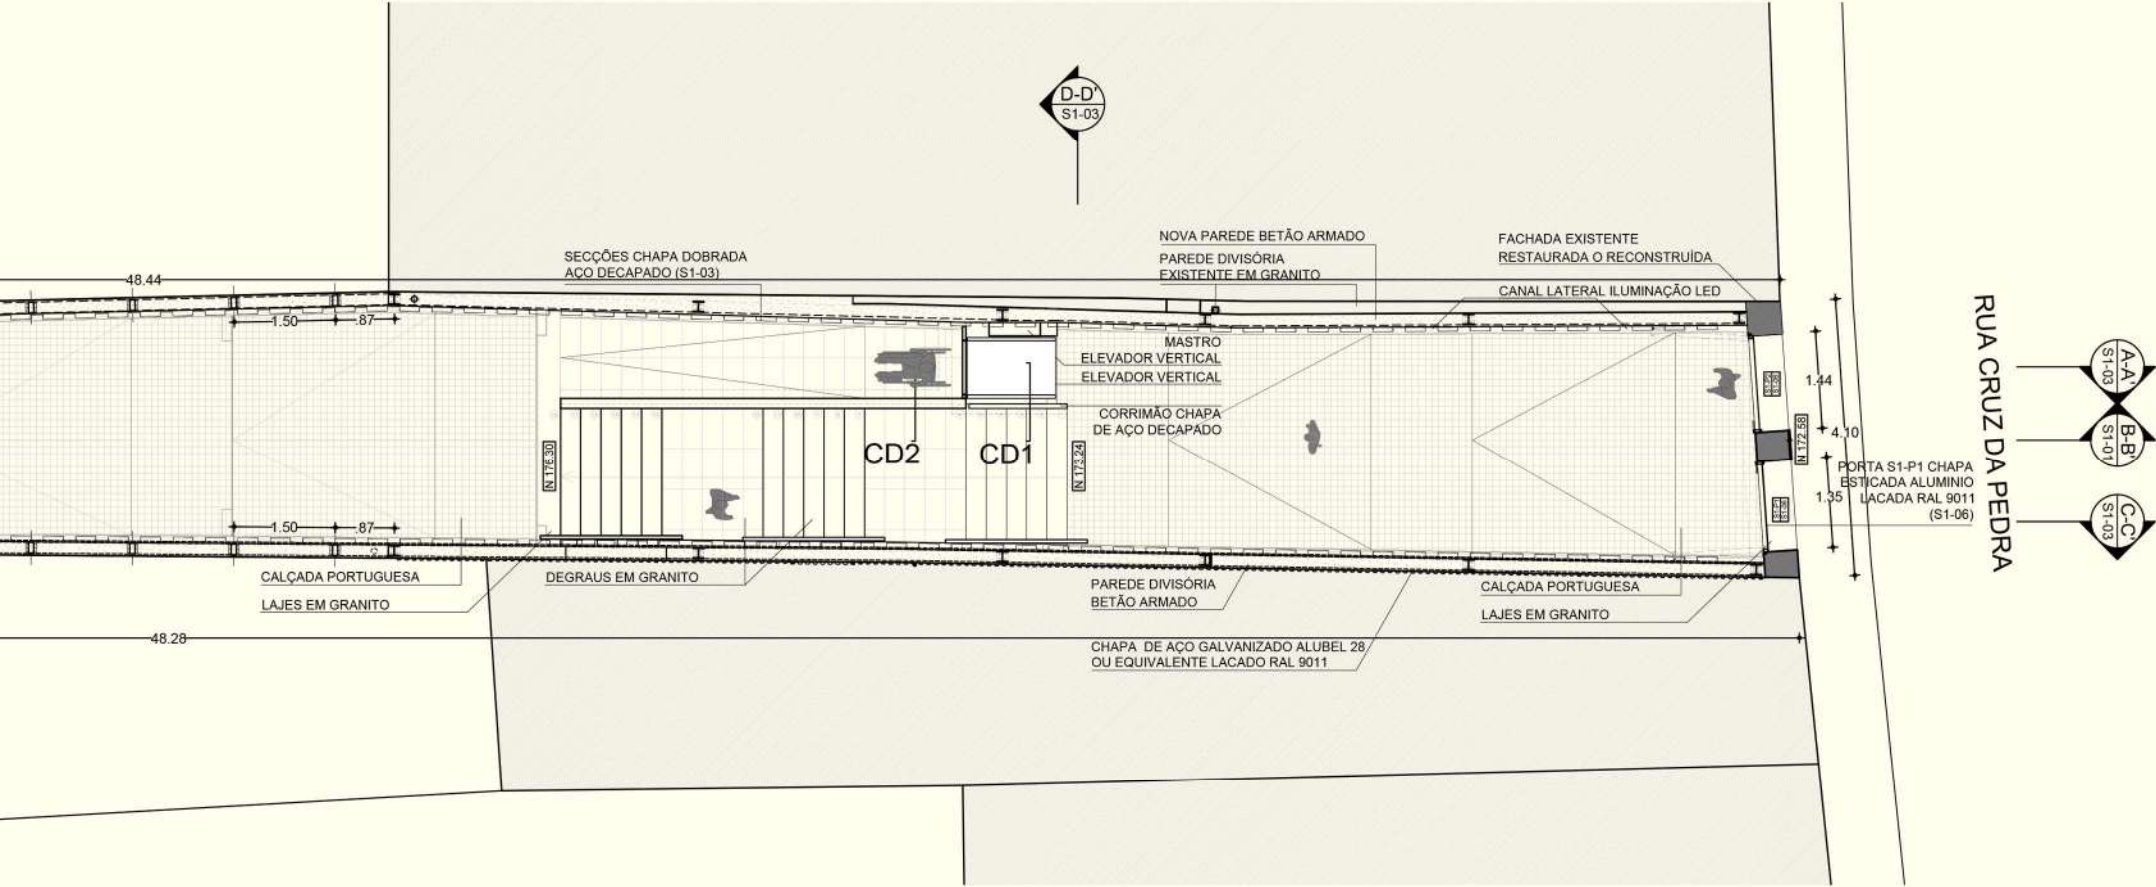 D-D'
S1-03
NOVA PAREDE BETÃO ARMADO
PAREDE DIVISÓRIA
EXISTENTE EM GRANITO
FACHADA EXISTENTE
RESTAURADA O RECONSTRUÍDA
CANAL LATERAL ILUMINAÇÃO LED
SECÇÕES CHAPA DOBRADA
AÇO DECAPADO (S1-03)
48.44
1.50
.87
MASTRO
ELEVADOR VERTICAL
ELEVADOR VERTICAL
CORRIMÃO CHAPA
DE AÇO DECAPADO
CD2
CD1
N 176.30
N 173.24
N 172.58
1.44
4.10
1.35
RUA CRUZ DA PEDRA
A-A'
S1-03
B-B'
S1-01
C-C'
S1-03
PORTA S1-P1 CHAPA
ESTICADA ALUMINIO
LACADA RAL 9011
(S1-06)
1.50
.87
CALÇADA PORTUGUESA
LAJES EM GRANITO
DEGRAUS EM GRANITO
PAREDE DIVISÓRIA
BETÃO ARMADO
CALÇADA PORTUGUESA
LAJES EM GRANITO
48.28
CHAPA DE AÇO GALVANIZADO ALUBEL 28
OU EQUIVALENTE LACADO RAL 9011